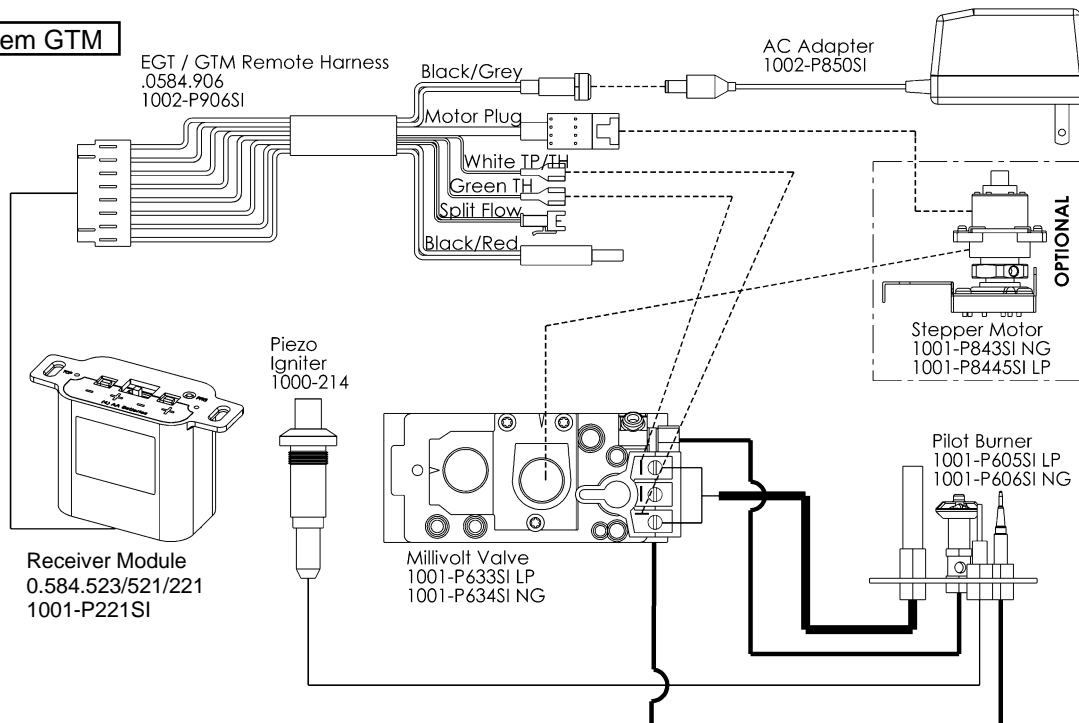 em GTM
EGT / GTM Remote Harness
.0584.906
1002-P906SI
Black/Grey
AC Adapter
1002-P850SI
Motor Plug
White TP/TH
Green TH
Split Flow
Black/Red
OPTIONAL
Stepper Motor
1001-P843SI NG
1001-P8445SI LP
Piezo
Igniter
1000-214
Pilot Burner
1001-P605SI LP
1001-P606SI NG
Millivolt Valve
1001-P633SI LP
1001-P634SI NG
Receiver Module
0.584.523/521/221
1001-P221SI